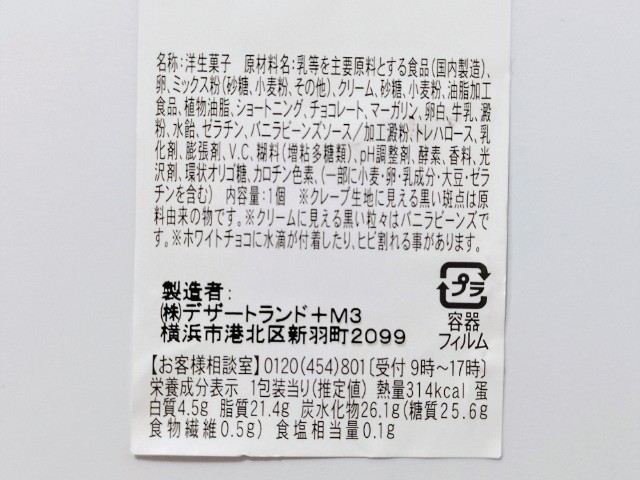 名称:洋生菓子 原材料名:乳等を主要原料とする食品(国内製造)、
卵、ミックス粉(砂糖、小麦粉、その他)、クリーム、砂糖、小麦粉、油脂加工
食品、植物油脂、ショートニング、チョコレート、マーガリン、卵白、牛乳、澱
粉、水飴、ゼラチン、バニラビーンズソース/加工澱粉、トレハロース、乳
化剤、膨張剤、V.C、糊料(増粘多糖類)、pH調整剤、酵素、香料、光
沢剤、環状オリゴ糖、カロチン色素、(一部に小麦・卵・乳成分・大豆・ゼラ
チンを含む) 内容量:1個 ※クレープ生地に見える黒い斑点は原
料由来の物です。※クリームに見える黒い粒々はバニラビーンズで
す。※ホワイトチョコに水滴が付着したり、ヒビ割れる事があります。
製造者:
㈱デザートランド+M3
横浜市港北区新羽町2099
プラ
容器
フィルム
【お客様相談室】0120(454)801〔受付 9時~17時〕
栄養成分表示 1包装当り(推定値) 熱量314kcal 蛋
白質4.5g 脂質21.4g 炭水化物26.1g(糖質25.6g
食物繊維0.5g) 食塩相当量0.1g